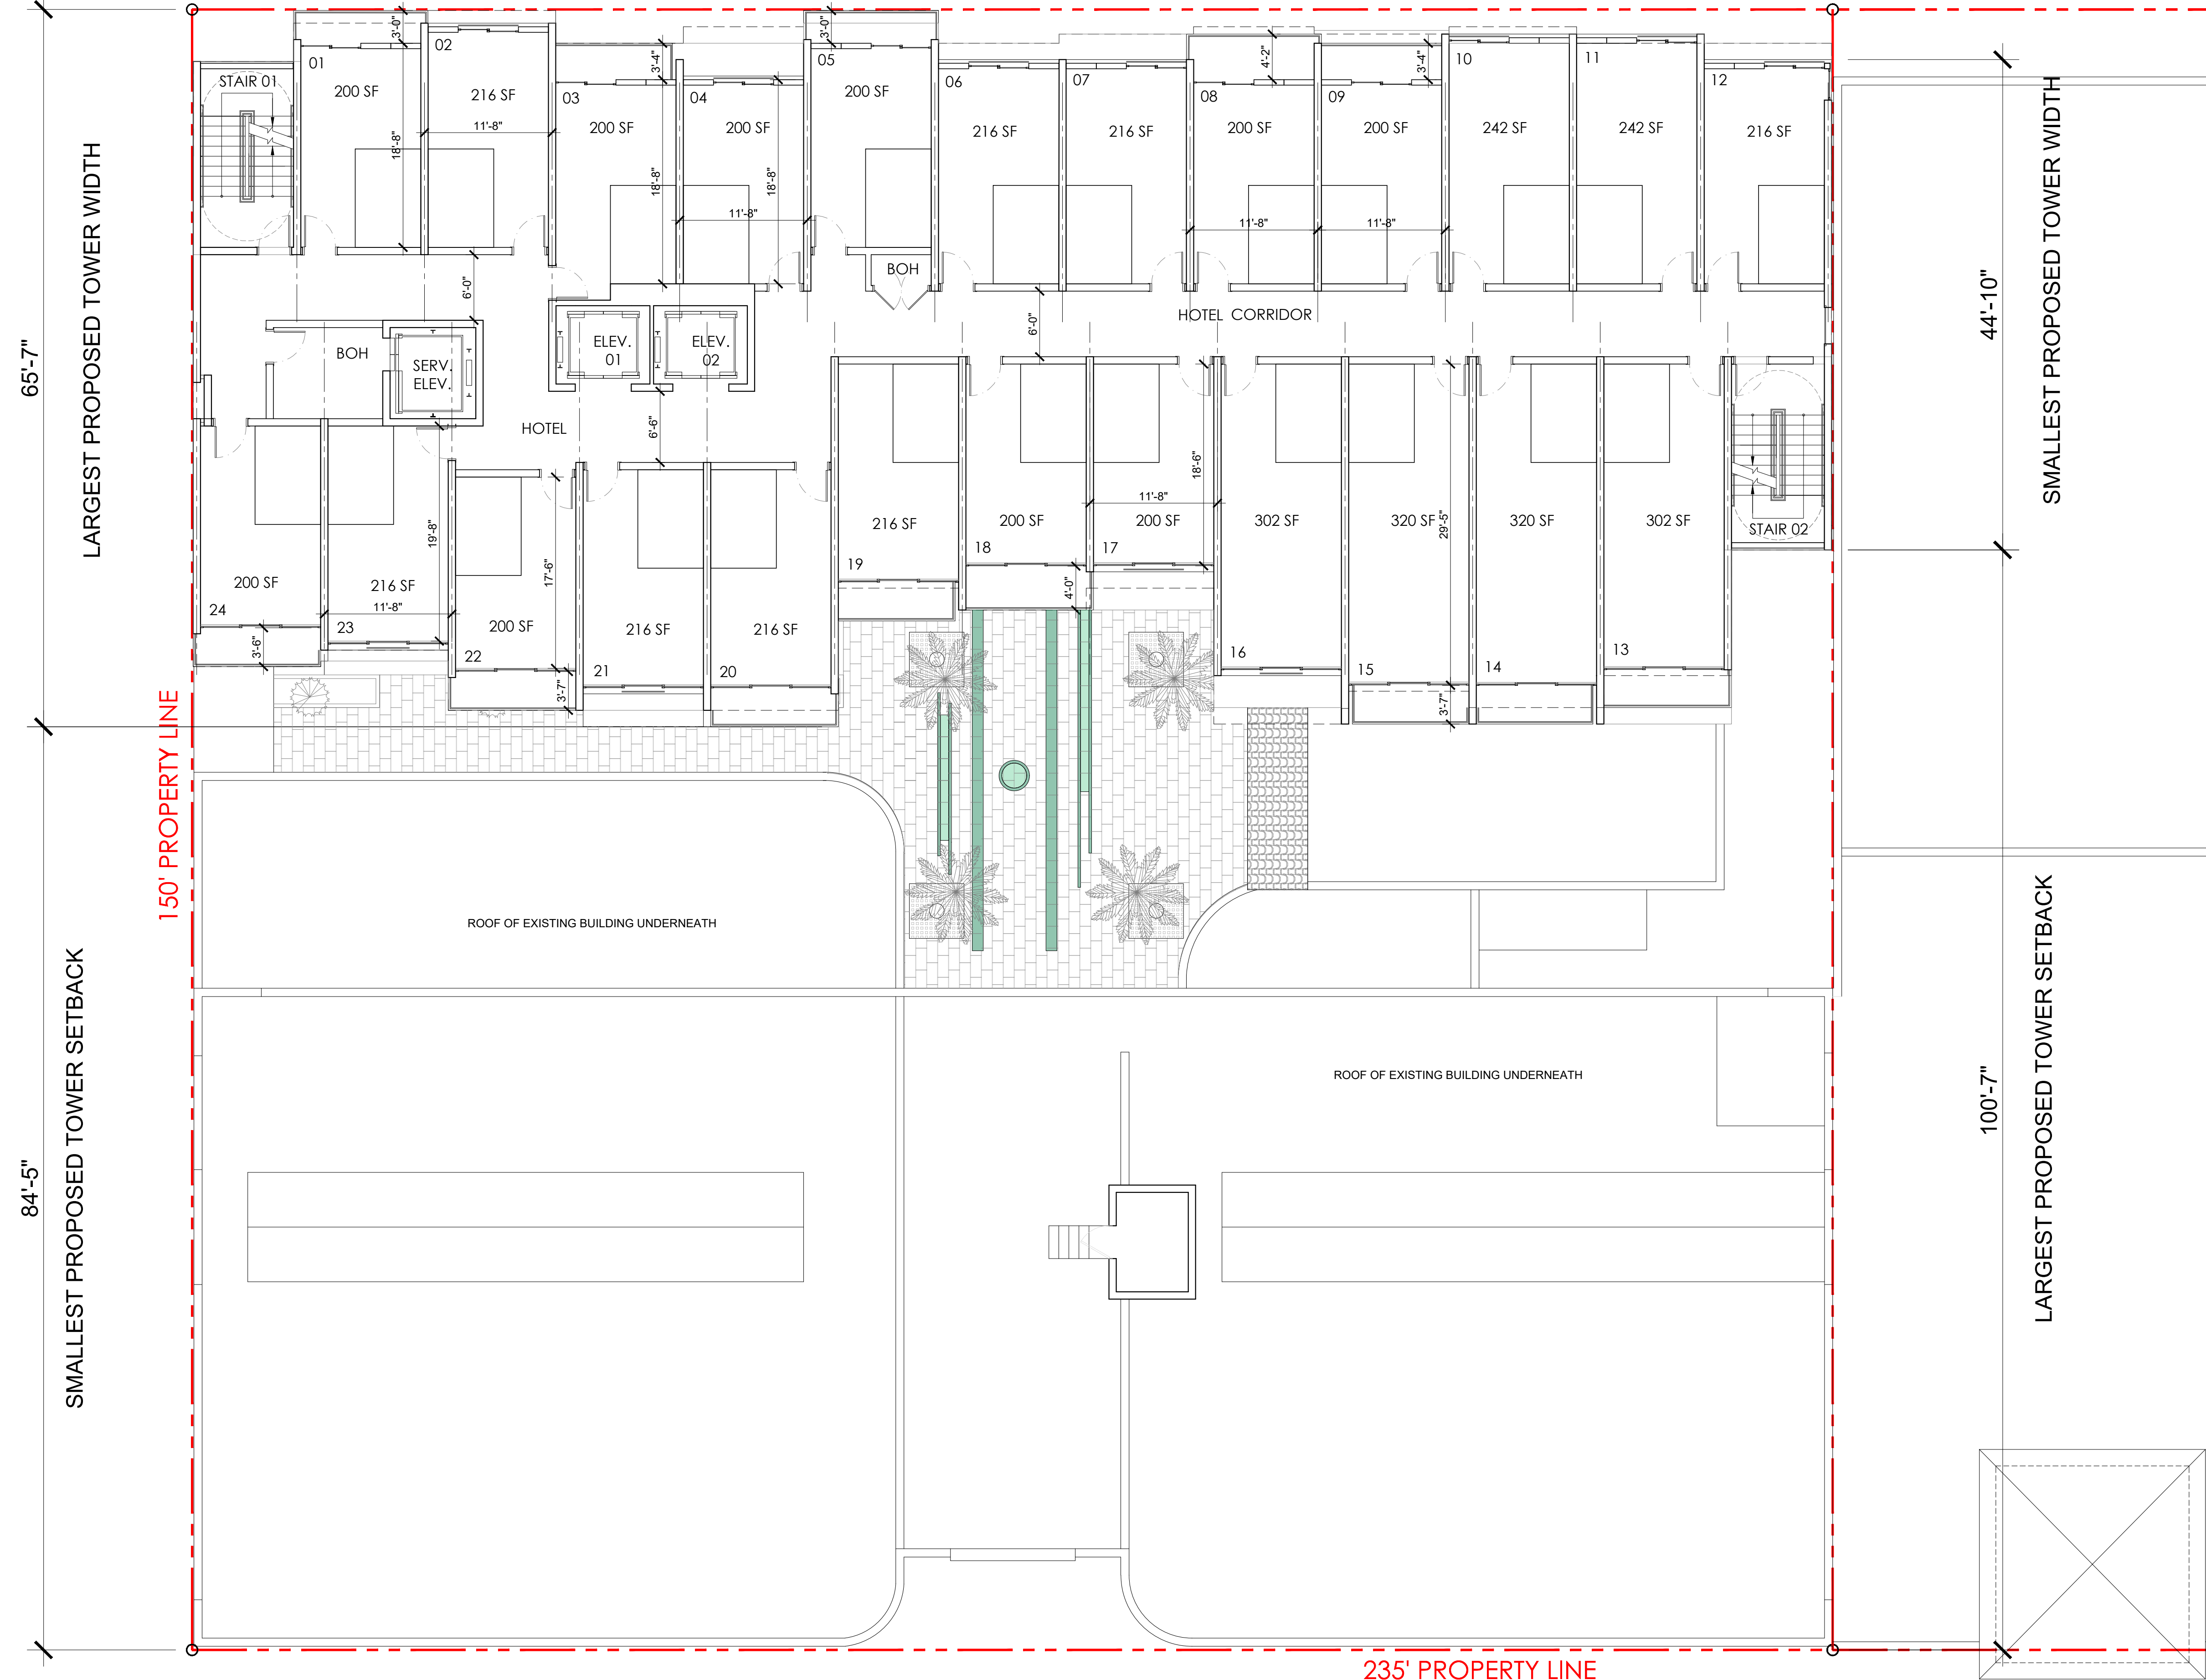 3'-0"
3'-0"
01
02
03
04
05
06
07
08
09
10
11
12
STAIR 01
200 SF
216 SF
200 SF
200 SF
200 SF
216 SF
216 SF
200 SF
200 SF
242 SF
242 SF
216 SF
3'-4"
4'-2"
3'-4"
11'-8"
18'-8"
18'-8"
18'-8"
11'-8"
11'-8"
11'-8"
6'-0"
BOH
HOTEL CORRIDOR
6'-0"
BOH
SERV.
ELEV.
ELEV.
01
ELEV.
02
HOTEL
6'-6"
18'-6"
11'-8"
19'-8"
17'-6"
29'-5"
216 SF
200 SF
200 SF
302 SF
320 SF
320 SF
302 SF
STAIR 02
200 SF
216 SF
200 SF
216 SF
216 SF
11'-8"
24
23
22
21
20
19
18
17
16
15
14
13
3'-6"
3'-7"
4'-0"
3'-7"
LARGEST PROPOSED TOWER WIDTH
65'-7"
SMALLEST PROPOSED TOWER WIDTH
44'-10"
150' PROPERTY LINE
SMALLEST PROPOSED TOWER SETBACK
84'-5"
LARGEST PROPOSED TOWER SETBACK
100'-7"
ROOF OF EXISTING BUILDING UNDERNEATH
ROOF OF EXISTING BUILDING UNDERNEATH
235' PROPERTY LINE